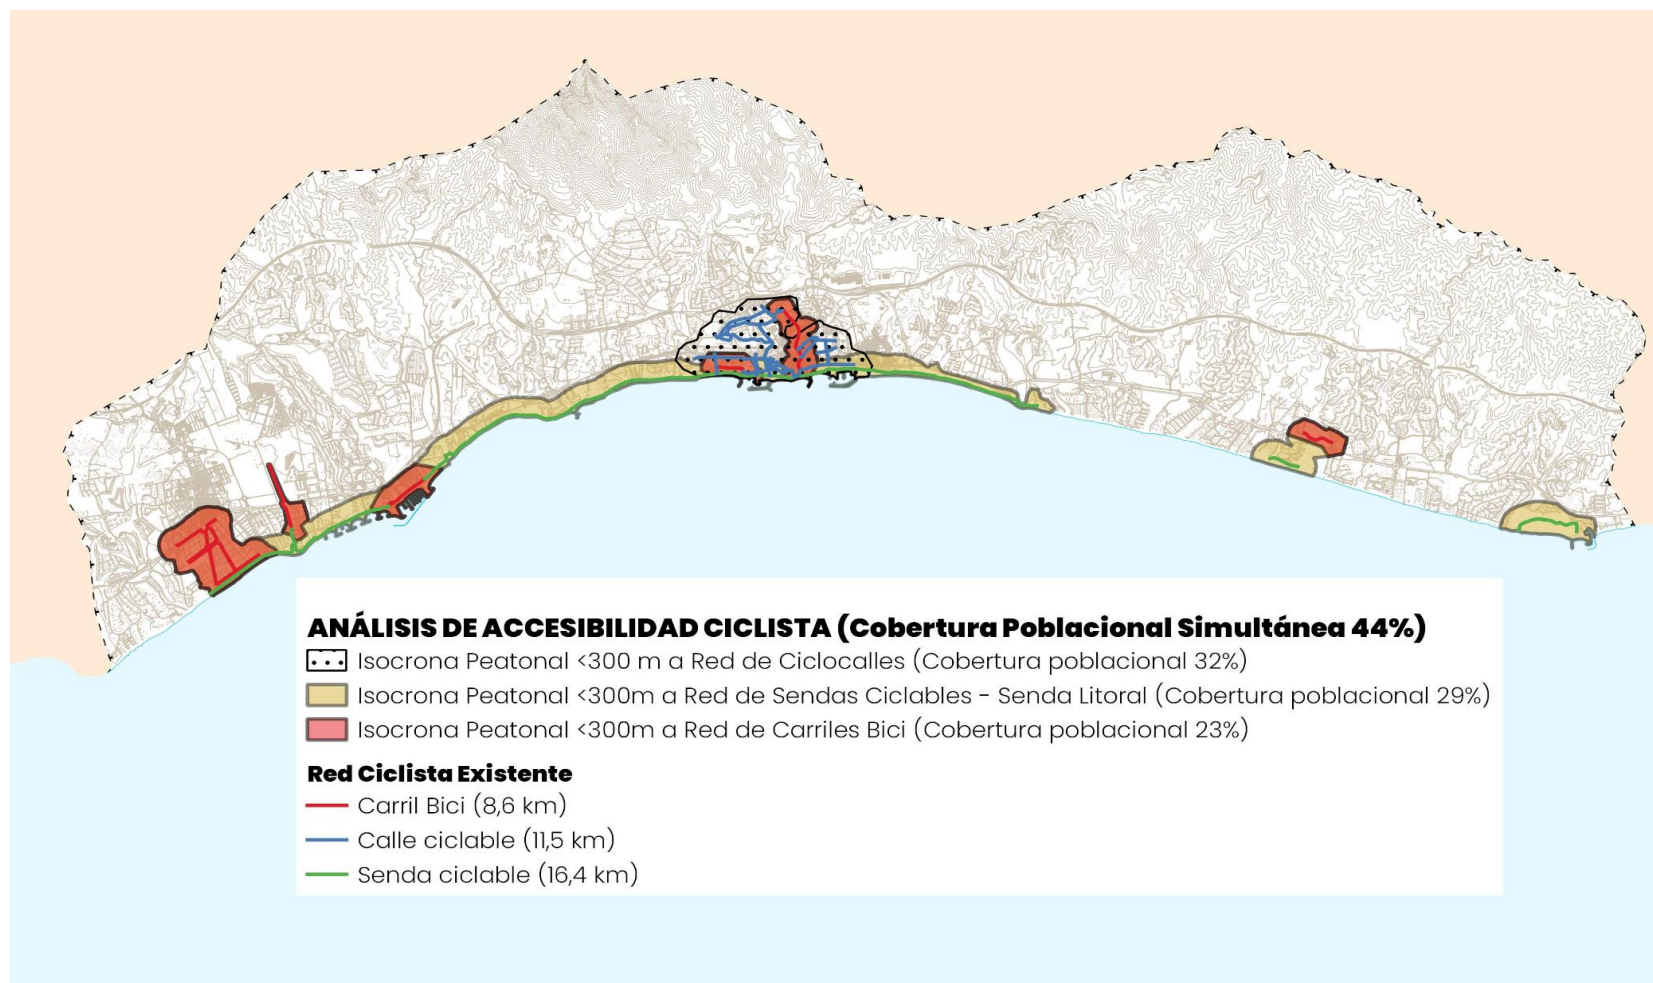 ANÁLISIS DE ACCESIBILIDAD CICLISTA (Cobertura Poblacional Simultánea 44%)
Isocrona Peatonal <300 m a Red de Ciclocalles (Cobertura poblacional 32%)
Isocrona Peatonal <300m a Red de Sendas Ciclables - Senda Litoral (Cobertura poblacional 29%)
Isocrona Peatonal <300m a Red de Carriles Bici (Cobertura poblacional 23%)
Red Ciclista Existente
Carril Bici (8,6 km)
Calle ciclable (11,5 km)
Senda ciclable (16,4 km)